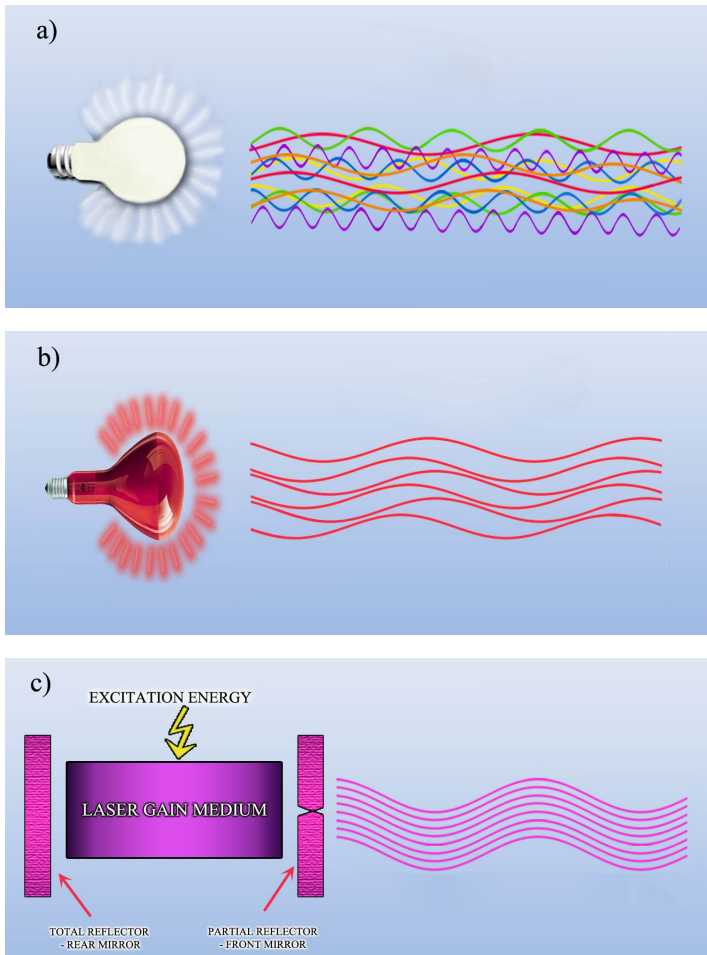 a)
b)
c)
EXCITATION ENERGY
LASER GAIN MEDIUM
TOTAL REFLECTOR
- REAR MIRROR
PARTIAL REFLECTOR
- FRONT MIRROR